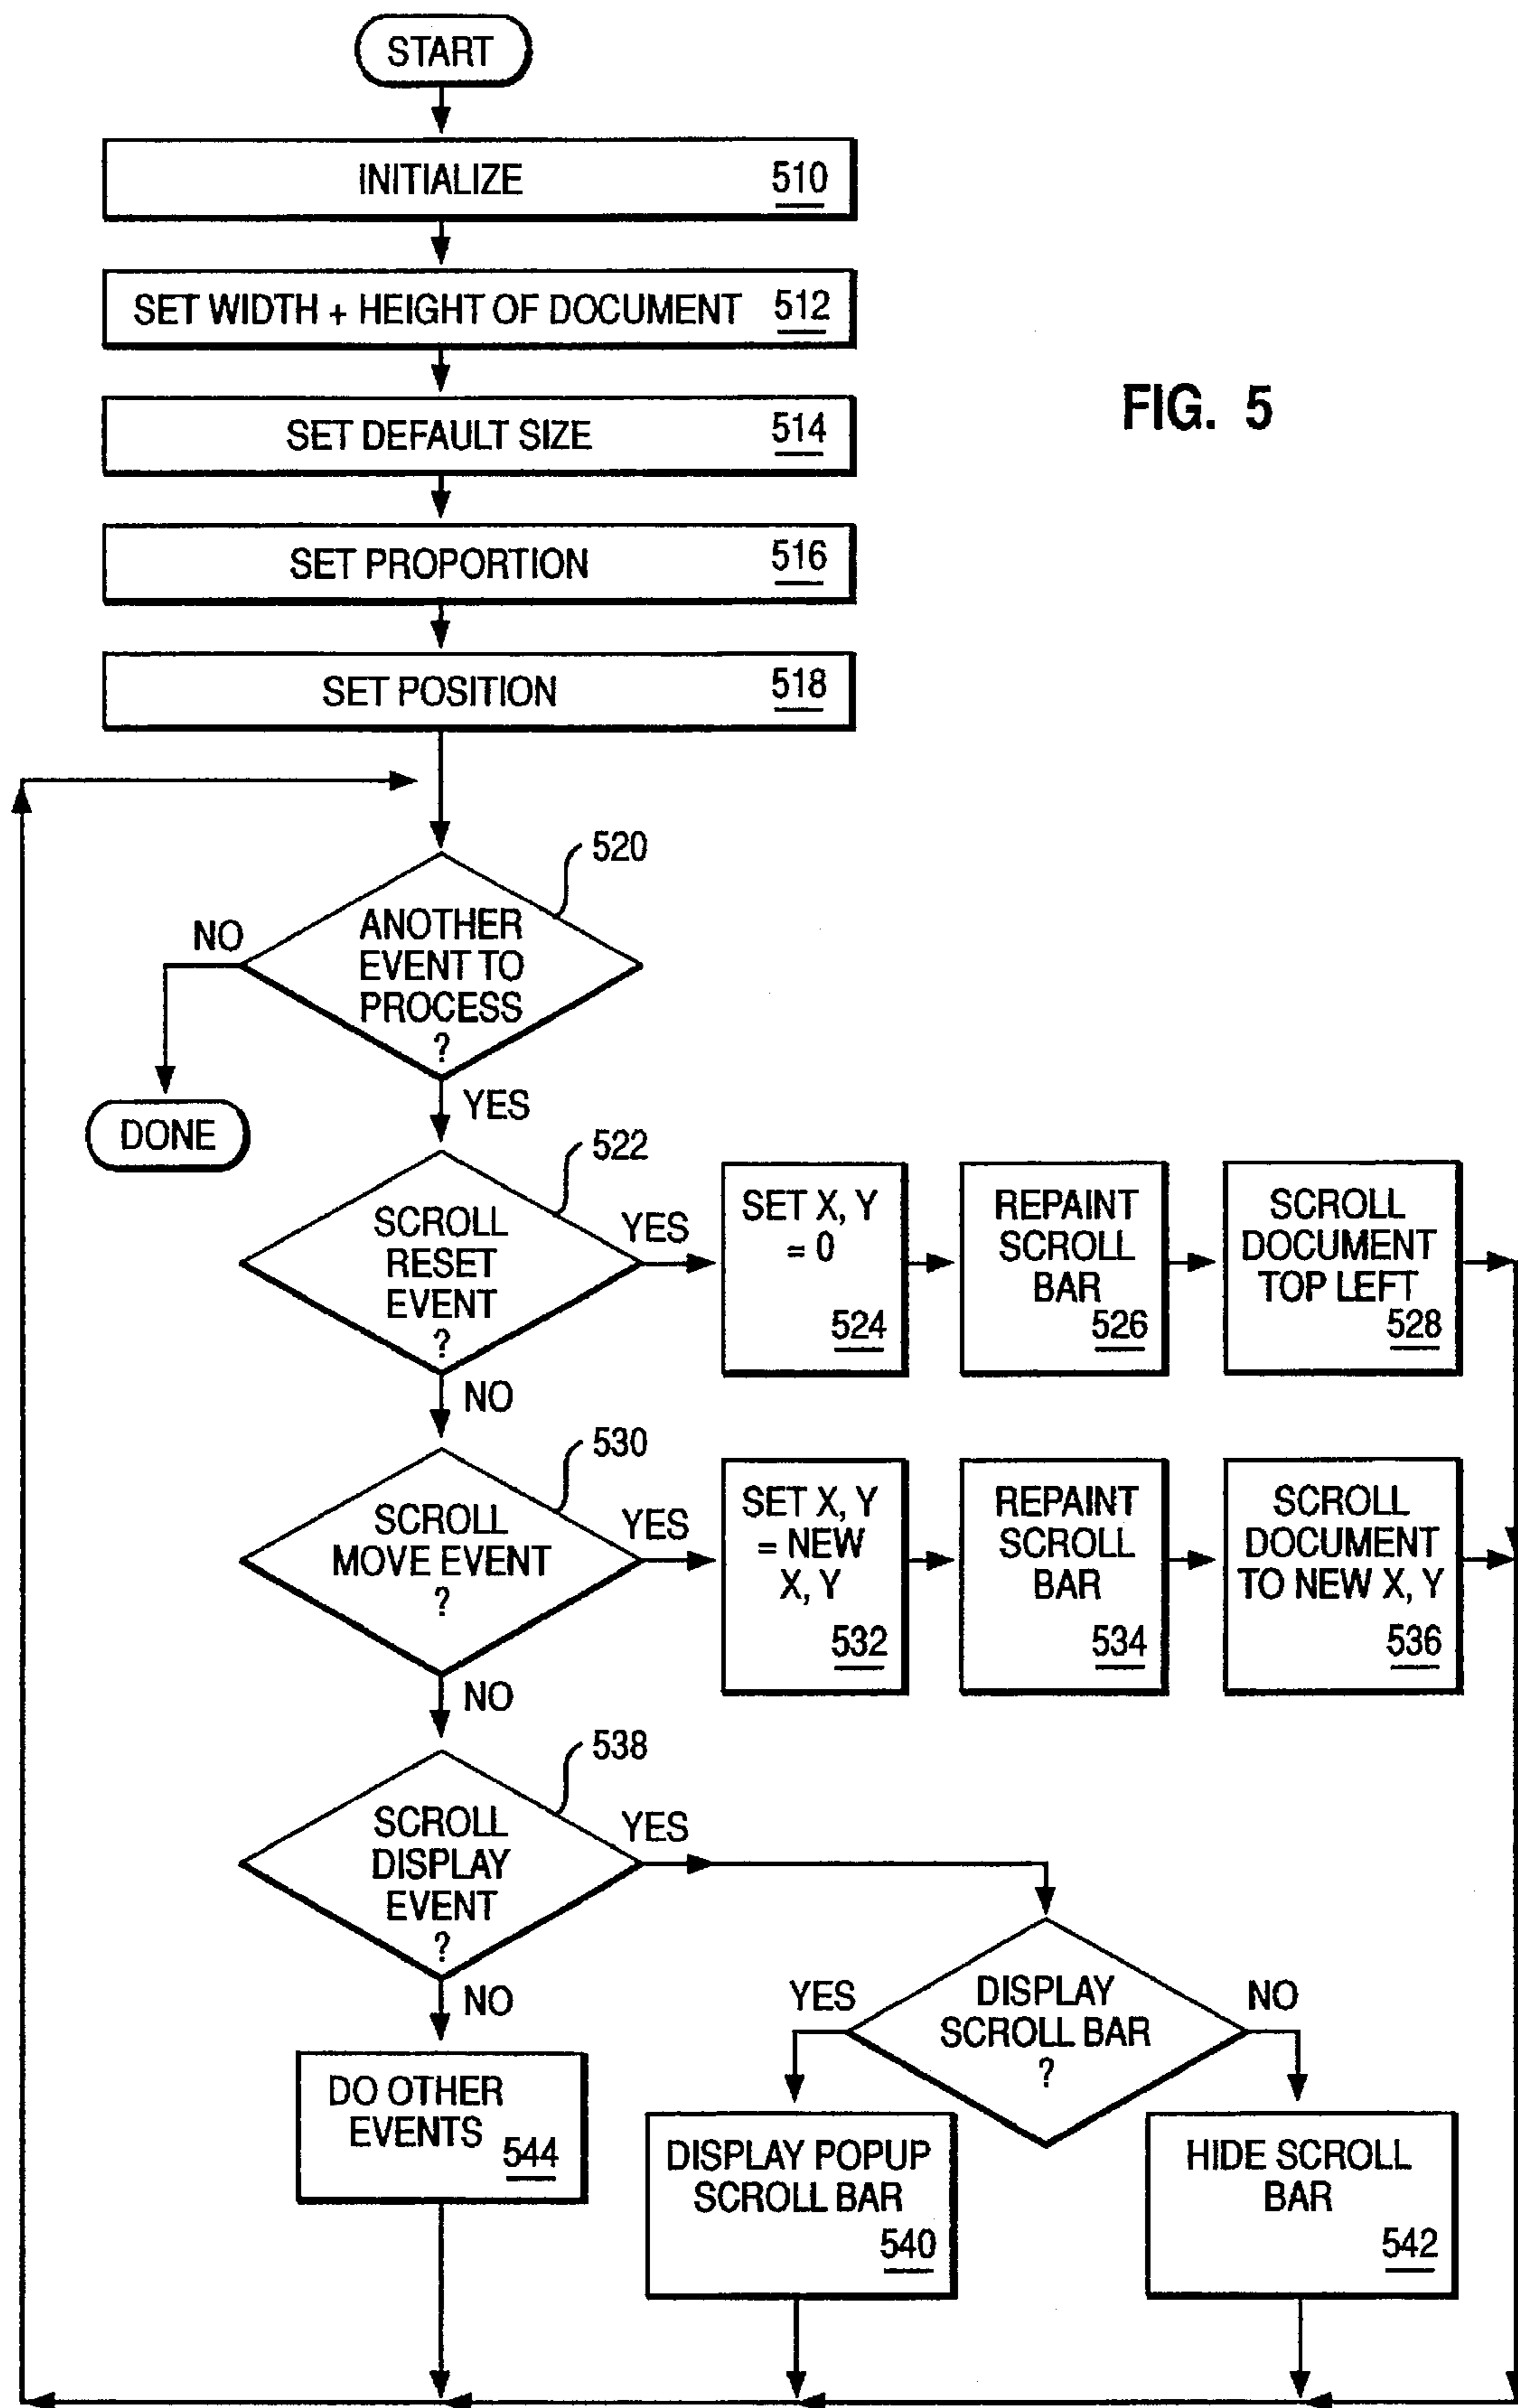 START
INITIALIZE 510
SET WIDTH + HEIGHT OF DOCUMENT 512
FIG. 5
SET DEFAULT SIZE 514
SET PROPORTION 516
SET POSITION 518
520
ANOTHER
EVENT TO
PROCESS
?
NO
DONE
YES
522
SCROLL
RESET
EVENT
?
YES
SET X, Y
= 0
524
REPAINT
SCROLL
BAR
526
SCROLL
DOCUMENT
TOP LEFT
528
NO
530
SCROLL
MOVE EVENT
?
YES
SET X, Y
= NEW
X, Y
532
REPAINT
SCROLL
BAR
534
SCROLL
DOCUMENT
TO NEW X, Y
536
NO
538
SCROLL
DISPLAY
EVENT
?
YES
NO
DISPLAY
SCROLL BAR
?
YES
NO
DO OTHER
EVENTS
544
DISPLAY POPUP
SCROLL BAR
540
HIDE SCROLL
BAR
542